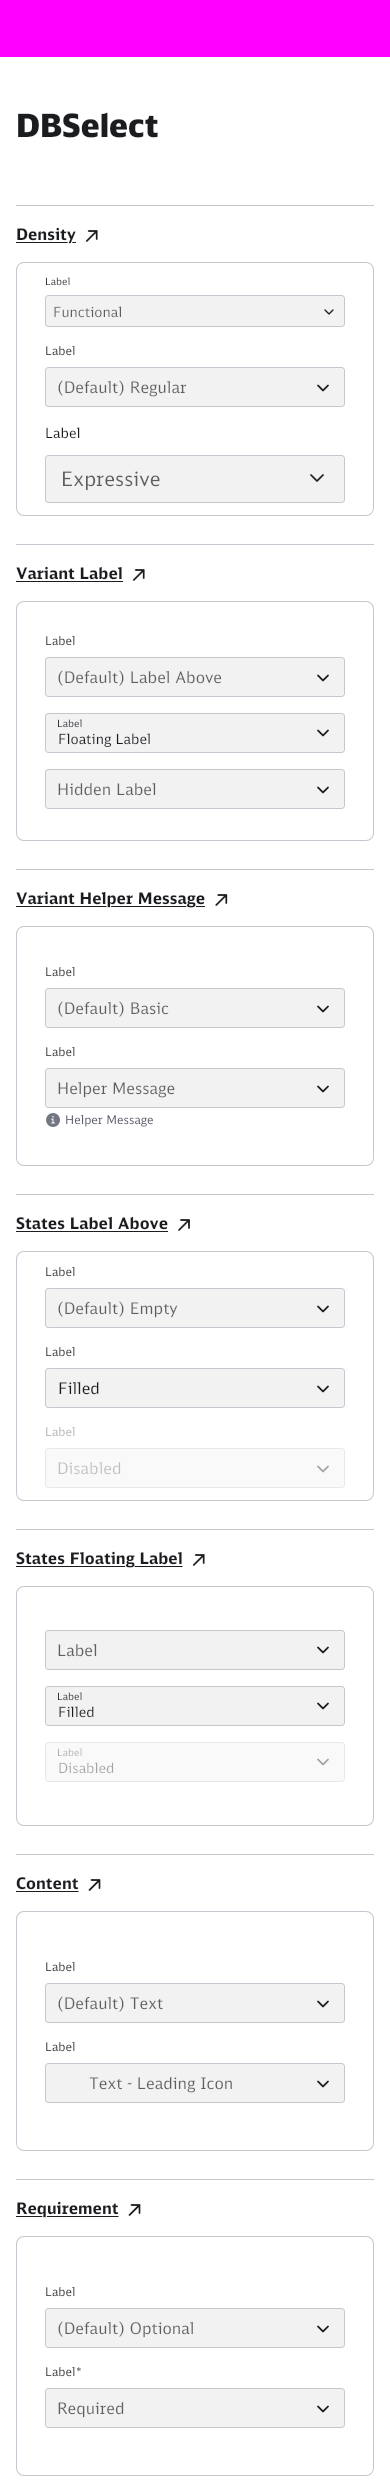 DBSelect
Density
Label
Functional
Label
(Default) Regular
Label
Expressive
Variant Label
Label
(Default) Label Above
Label
Floating Label
Hidden Label
Variant Helper Message
Label
(Default) Basic
Label
Helper Message
Helper Message
States Label Above
Label
(Default) Empty
Label
Filled
Label
Disabled
States Floating Label
Label
Label
Filled
Label
Disabled
Content
Label
(Default) Text
Label
Text - Leading Icon
Requirement
Label
(Default) Optional
Label*
Required